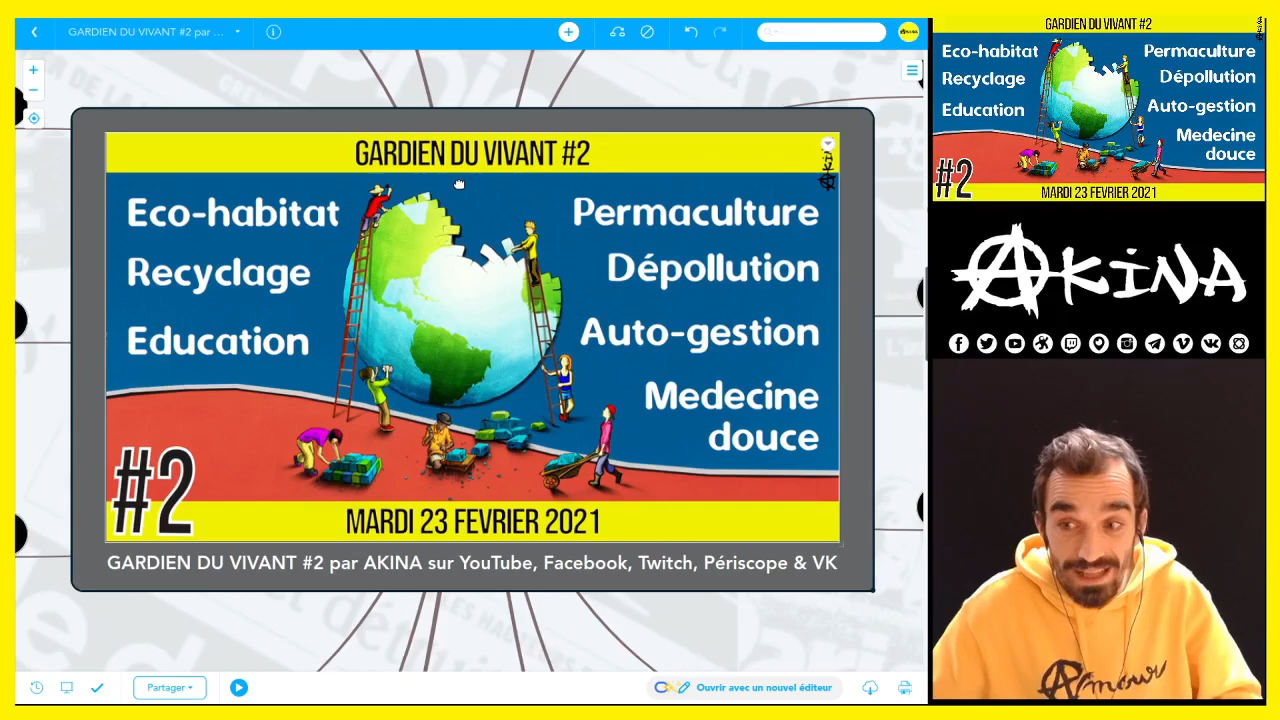 GARDIEN DU VIVANT #2 par ...
GARDIEN DU VIVANT #2
AKiNA
Eco-habitat
Recyclage
Education
Permaculture
Dépollution
Auto-gestion
Medecine
douce
#2
MARDI 23 FEVRIER 2021
GARDIEN DU VIVANT #2 par AKINA sur YouTube, Facebook, Twitch, Périscope & VK
Partager
Ouvrir avec un nouvel éditeur
GARDIEN DU VIVANT #2
Eco-habitat
Recyclage
Education
Permaculture
Dépollution
Auto-gestion
Medecine
douce
#2
MARDI 23 FEVRIER 2021
AKiNA
Amour